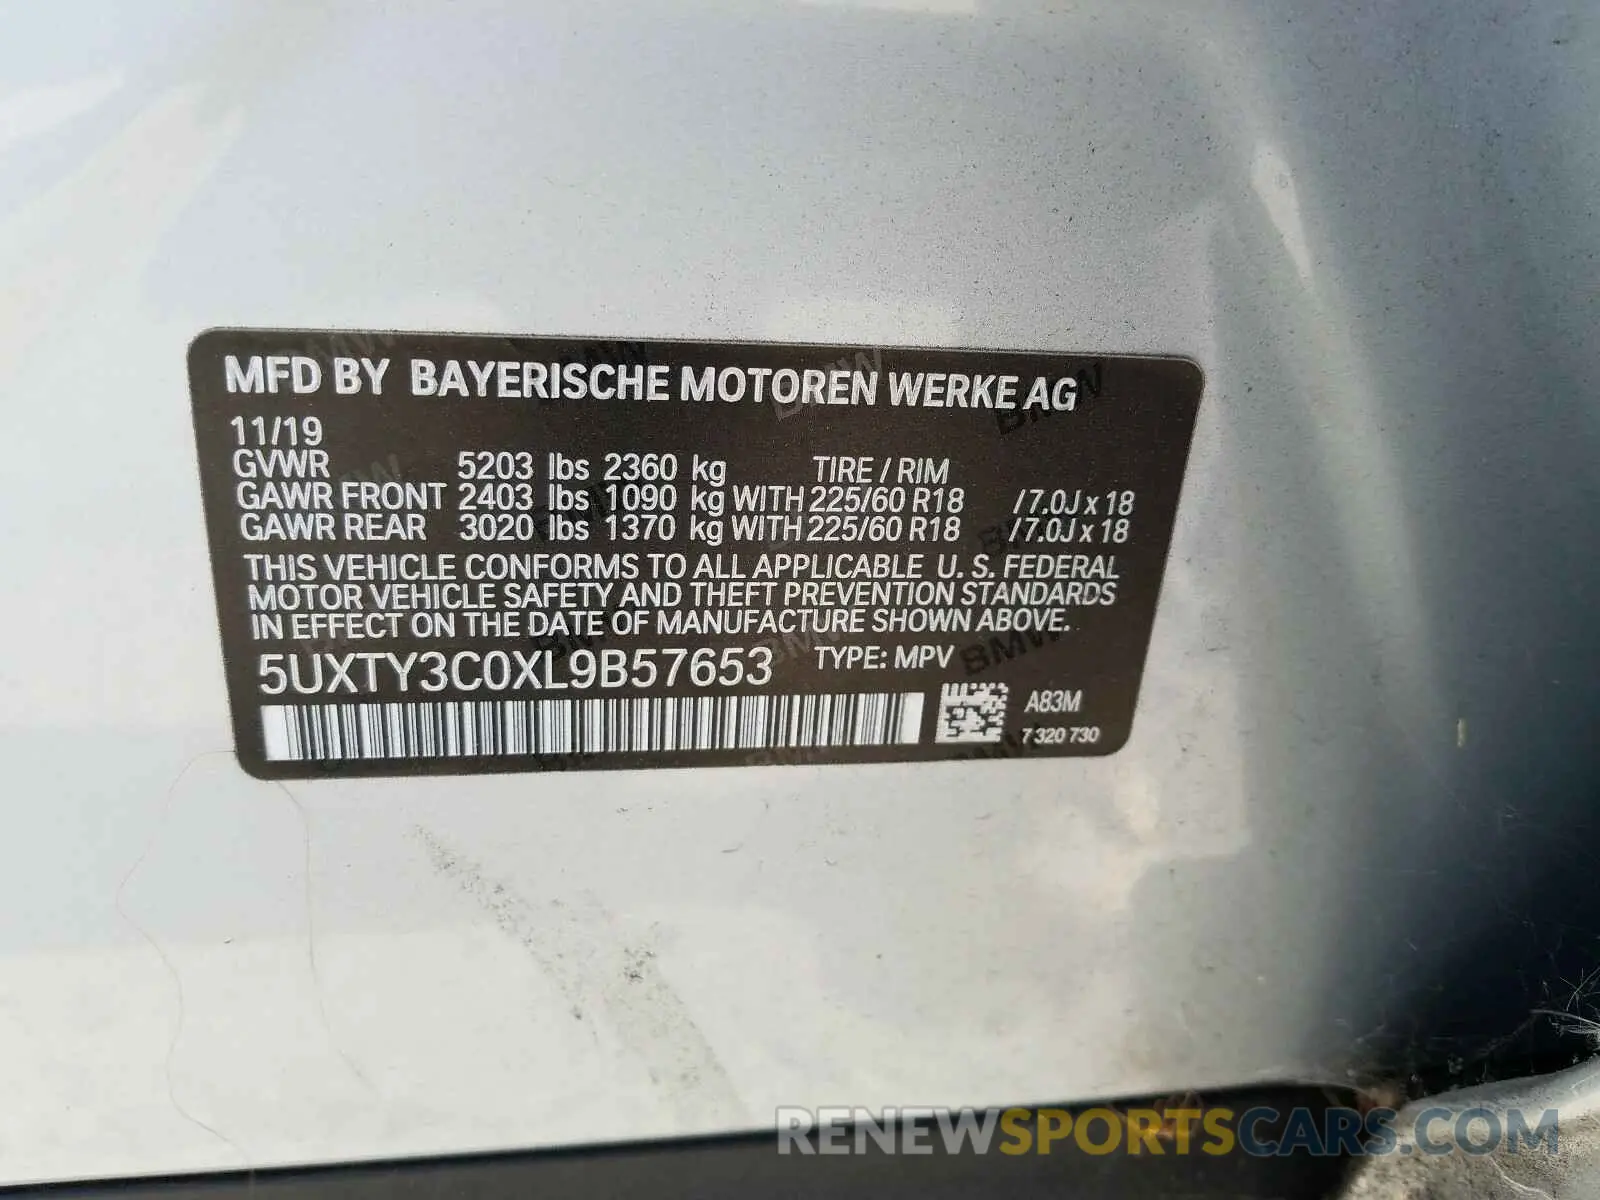 MFD BY BAYERISCHE MOTOREN WERKE AG
11/19
GVWR 5203 lbs 2360 kg TIRE / RIM
GAWR FRONT 2403 lbs 1090 kg WITH 225/60 R18 /7.0J x 18
GAWR REAR 3020 lbs 1370 kg WITH 225/60 R18 /7.0J x 18
THIS VEHICLE CONFORMS TO ALL APPLICABLE U. S. FEDERAL
MOTOR VEHICLE SAFETY AND THEFT PREVENTION STANDARDS
IN EFFECT ON THE DATE OF MANUFACTURE SHOWN ABOVE.
5UXTY3C0XL9B57653 TYPE: MPV
A83M
7 320 730
RENEWSPORTSCARS.COM